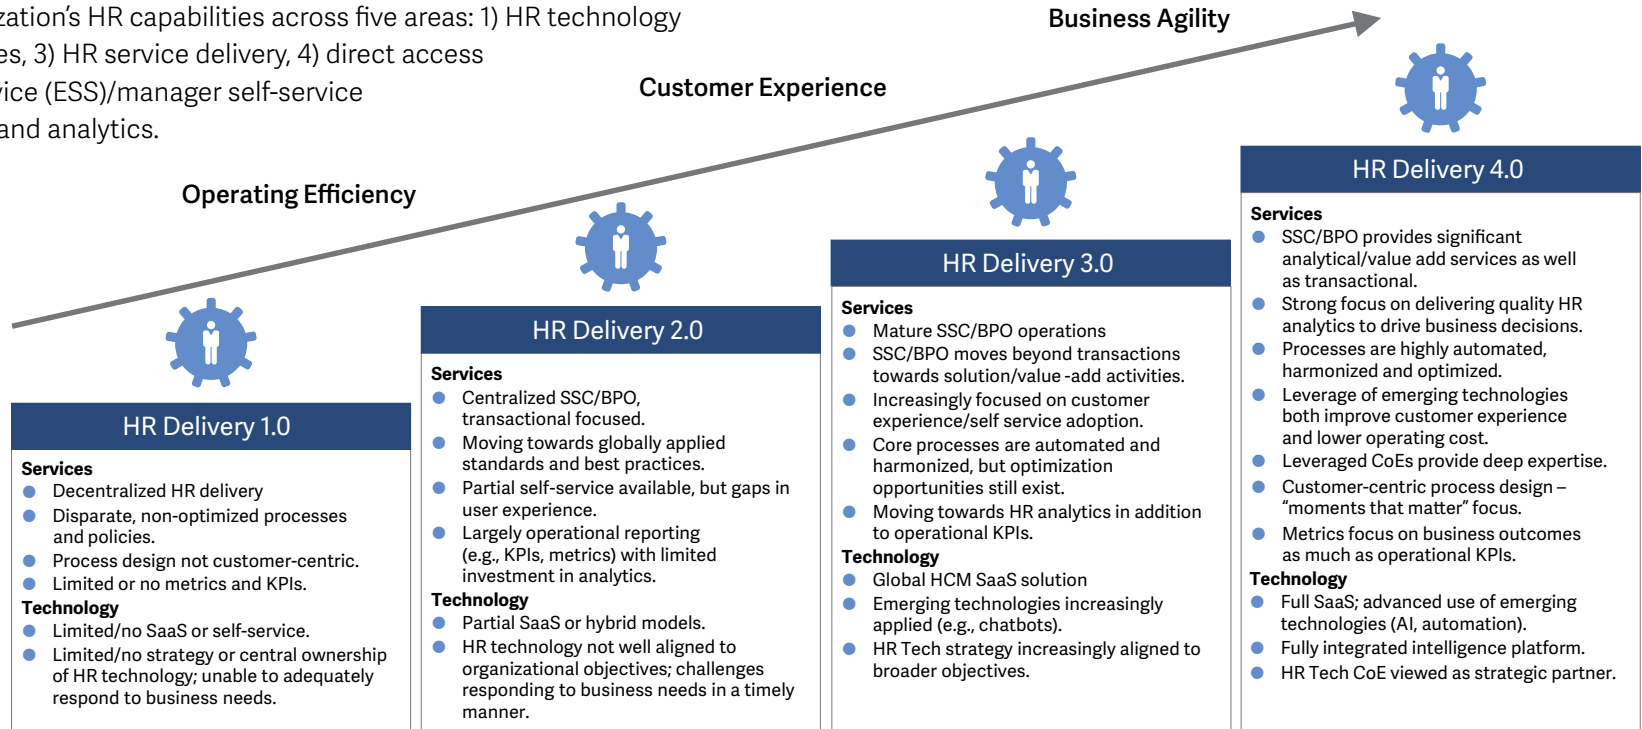 ization's HR capabilities across five areas: 1) HR technology
es, 3) HR service delivery, 4) direct access
vice (ESS)/manager self-service
and analytics.
Operating Efficiency
Customer Experience
Business Agility
HR Delivery 1.0
Services
Decentralized HR delivery
Disparate, non-optimized processes
and policies.
Process design not customer-centric.
Limited or no metrics and KPIs.
Technology
Limited/no SaaS or self-service.
Limited/no strategy or central ownership
of HR technology; unable to adequately
respond to business needs.
HR Delivery 2.0
Services
Centralized SSC/BPO,
transactional focused.
Moving towards globally applied
standards and best practices.
Partial self-service available, but gaps in
user experience.
Largely operational reporting
(e.g., KPIs, metrics) with limited
investment in analytics.
Technology
Partial SaaS or hybrid models.
HR technology not well aligned to
organizational objectives; challenges
responding to business needs in a timely
manner.
HR Delivery 3.0
Services
Mature SSC/BPO operations
SSC/BPO moves beyond transactions
towards solution/value -add activities.
Increasingly focused on customer
experience/self service adoption.
Core processes are automated and
harmonized, but optimization
opportunities still exist.
Moving towards HR analytics in addition
to operational KPIs.
Technology
Global HCM SaaS solution
Emerging technologies increasingly
applied (e.g., chatbots).
HR Tech strategy increasingly aligned to
broader objectives.
HR Delivery 4.0
Services
SSC/BPO provides significant
analytical/value add services as well
as transactional.
Strong focus on delivering quality HR
analytics to drive business decisions.
Processes are highly automated,
harmonized and optimized.
Leverage of emerging technologies
both improve customer experience
and lower operating cost.
Leveraged CoEs provide deep expertise.
Customer-centric process design –
“moments that matter” focus.
Metrics focus on business outcomes
as much as operational KPIs.
Technology
Full SaaS; advanced use of emerging
technologies (AI, automation).
Fully integrated intelligence platform.
HR Tech CoE viewed as strategic partner.